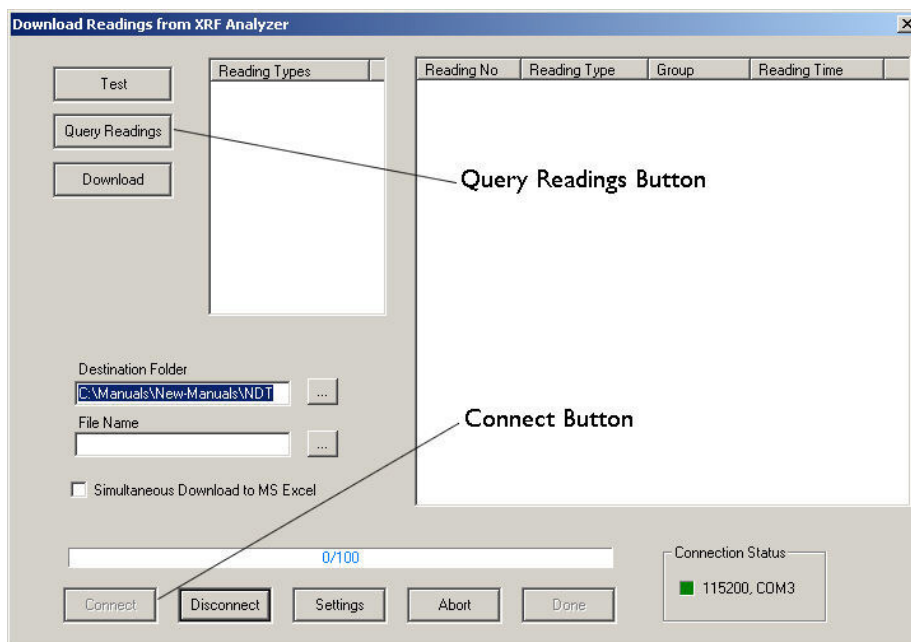 Download Readings from XRF Analyzer
Test
Query Readings
Download
Reading Types
Reading No Reading Type Group Reading Time
Query Readings Button
Destination Folder
C:\Manuals\New-Manuals\NDT
...
File Name
...
Connect Button
Simultaneous Download to MS Excel
0/100
Connect Disconnect Settings Abort Done
Connection Status
115200, COM3